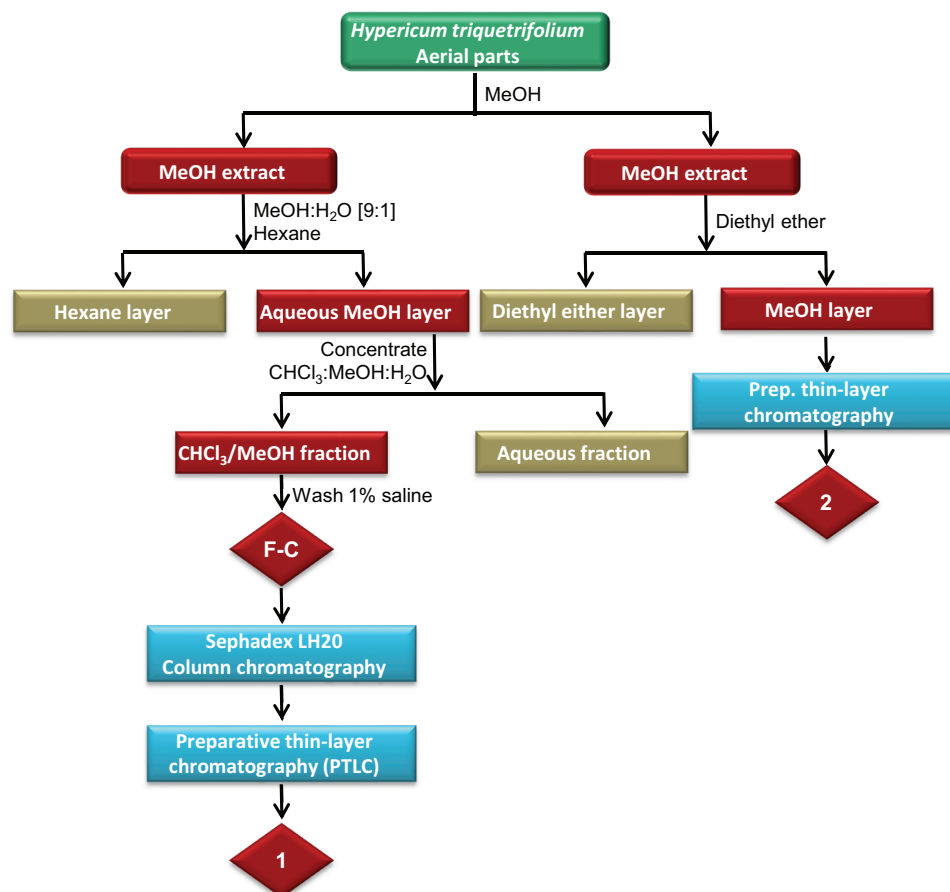 Hypericum triquetrifolium
Aerial parts
MeOH
MeOH extract
MeOH extract
MeOH:H₂O [9:1]
Hexane
Diethyl ether
Hexane layer
Aqueous MeOH layer
Diethyl either layer
MeOH layer
Concentrate
CHCl₃:MeOH:H₂O
Prep. thin-layer
chromatography
CHCl₃/MeOH fraction
Aqueous fraction
Wash 1% saline
2
F-C
Sephadex LH20
Column chromatography
Preparative thin-layer
chromatography (PTLC)
1